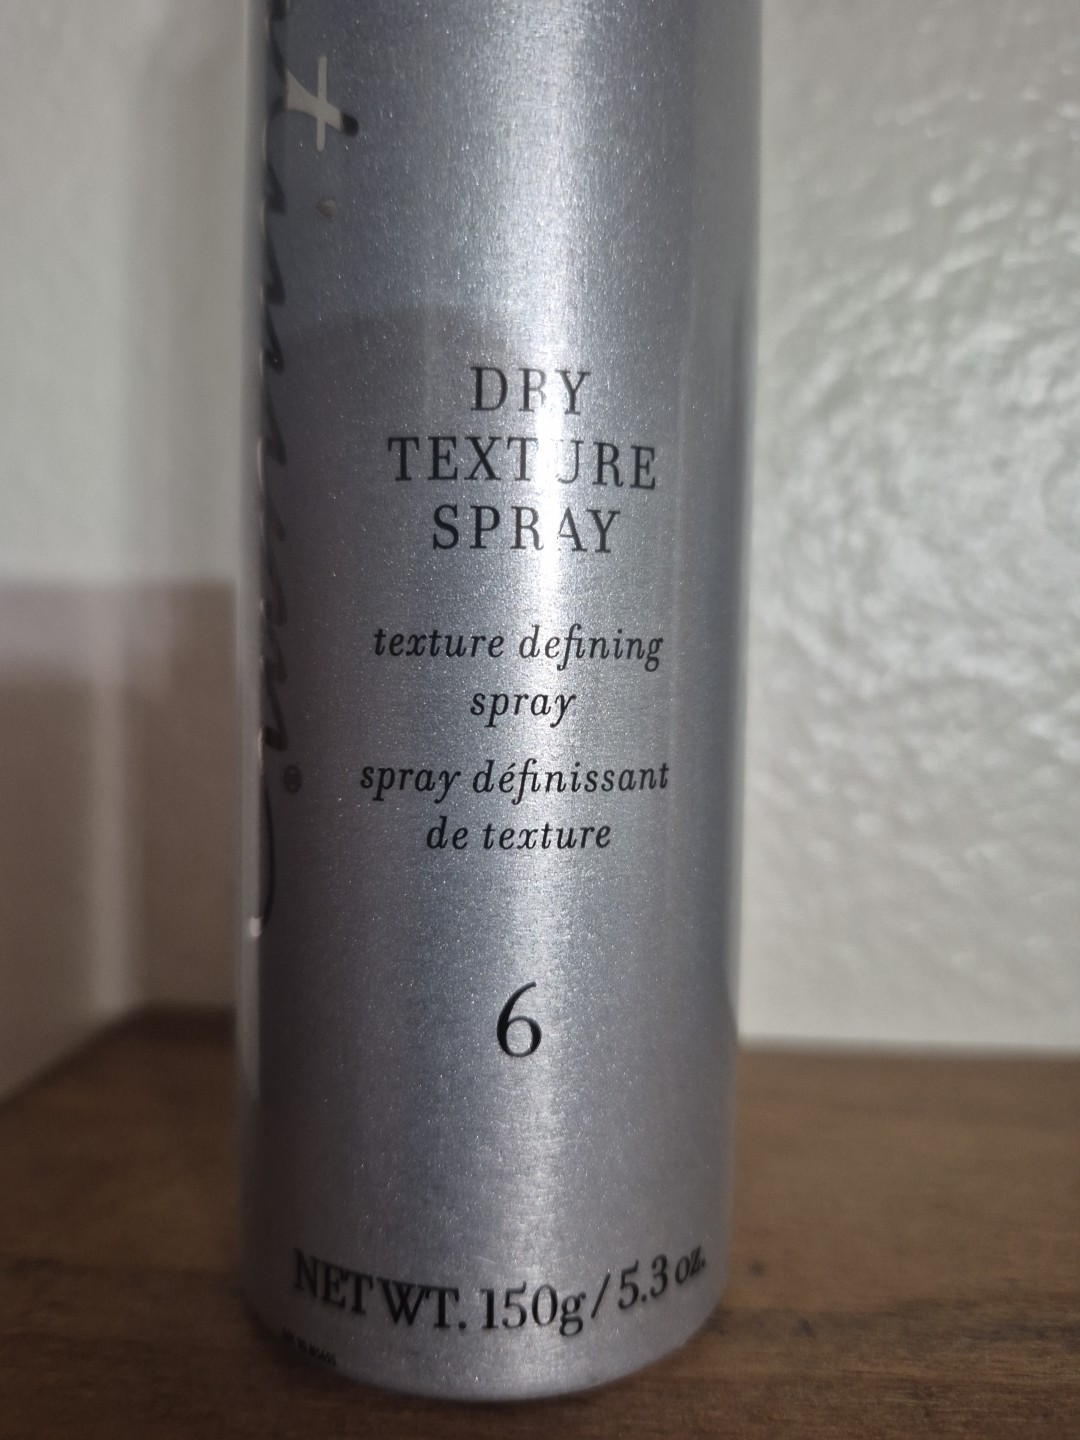 DRY
TEXTURE
SPRAY
texture defining
spray
spray définissant
de texture
6
NET WT. 150g/5.3 oz.
®